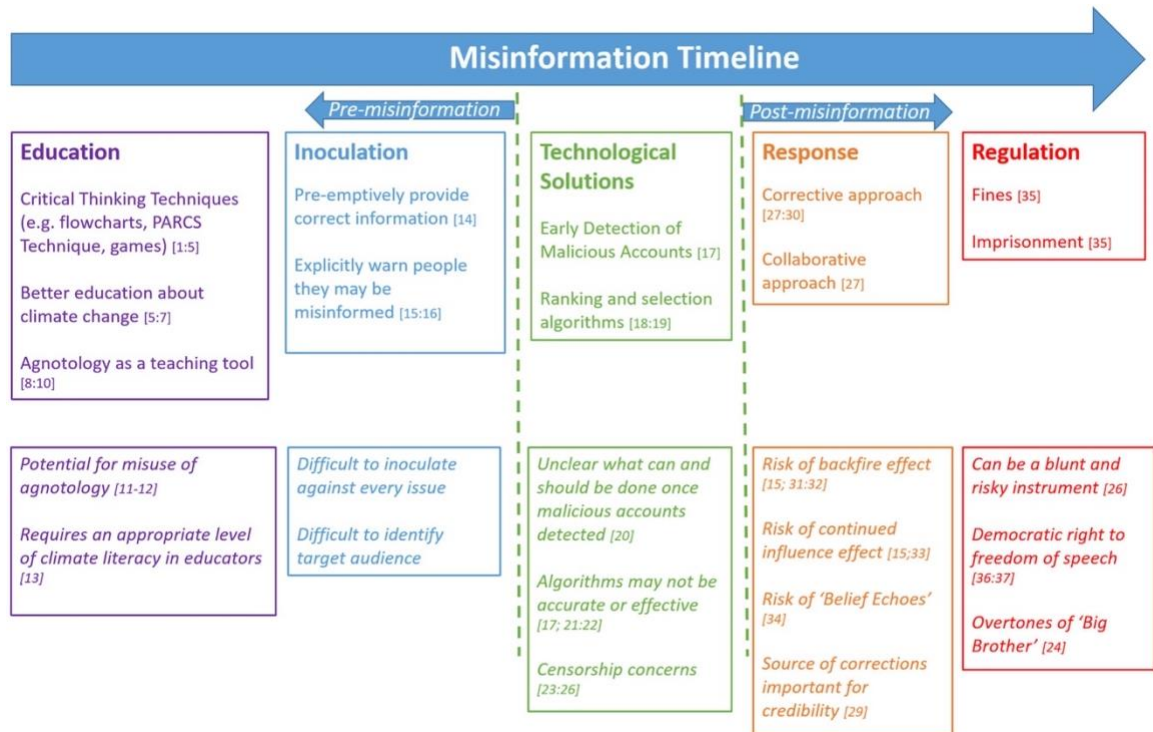 Misinformation Timeline
Pre-misinformation
Post-misinformation
Education
Critical Thinking Techniques
(e.g. flowcharts, PARCS
Technique, games) [1:5]
Better education about
climate change [5:7]
Agnotology as a teaching tool
[8:10]
Inoculation
Pre-emptively provide
correct information [14]
Explicitly warn people
they may be
misinformed [15:16]
Technological
Solutions
Early Detection of
Malicious Accounts [17]
Ranking and selection
algorithms [18:19]
Response
Corrective approach
[27:30]
Collaborative
approach [27]
Regulation
Fines [35]
Imprisonment [35]
Potential for misuse of
agnotology [11-12]
Requires an appropriate level
of climate literacy in educators
[13]
Difficult to inoculate
against every issue
Difficult to identify
target audience
Unclear what can and
should be done once
malicious accounts
detected [20]
Algorithms may not be
accurate or effective
[17; 21:22]
Censorship concerns
[23:26]
Risk of backfire effect
[15; 31:32]
Risk of continued
influence effect [15;33]
Risk of ‘Belief Echoes’
[34]
Source of corrections
important for
credibility [29]
Can be a blunt and
risky instrument [26]
Democratic right to
freedom of speech
[36:37]
Overtones of ‘Big
Brother’ [24]